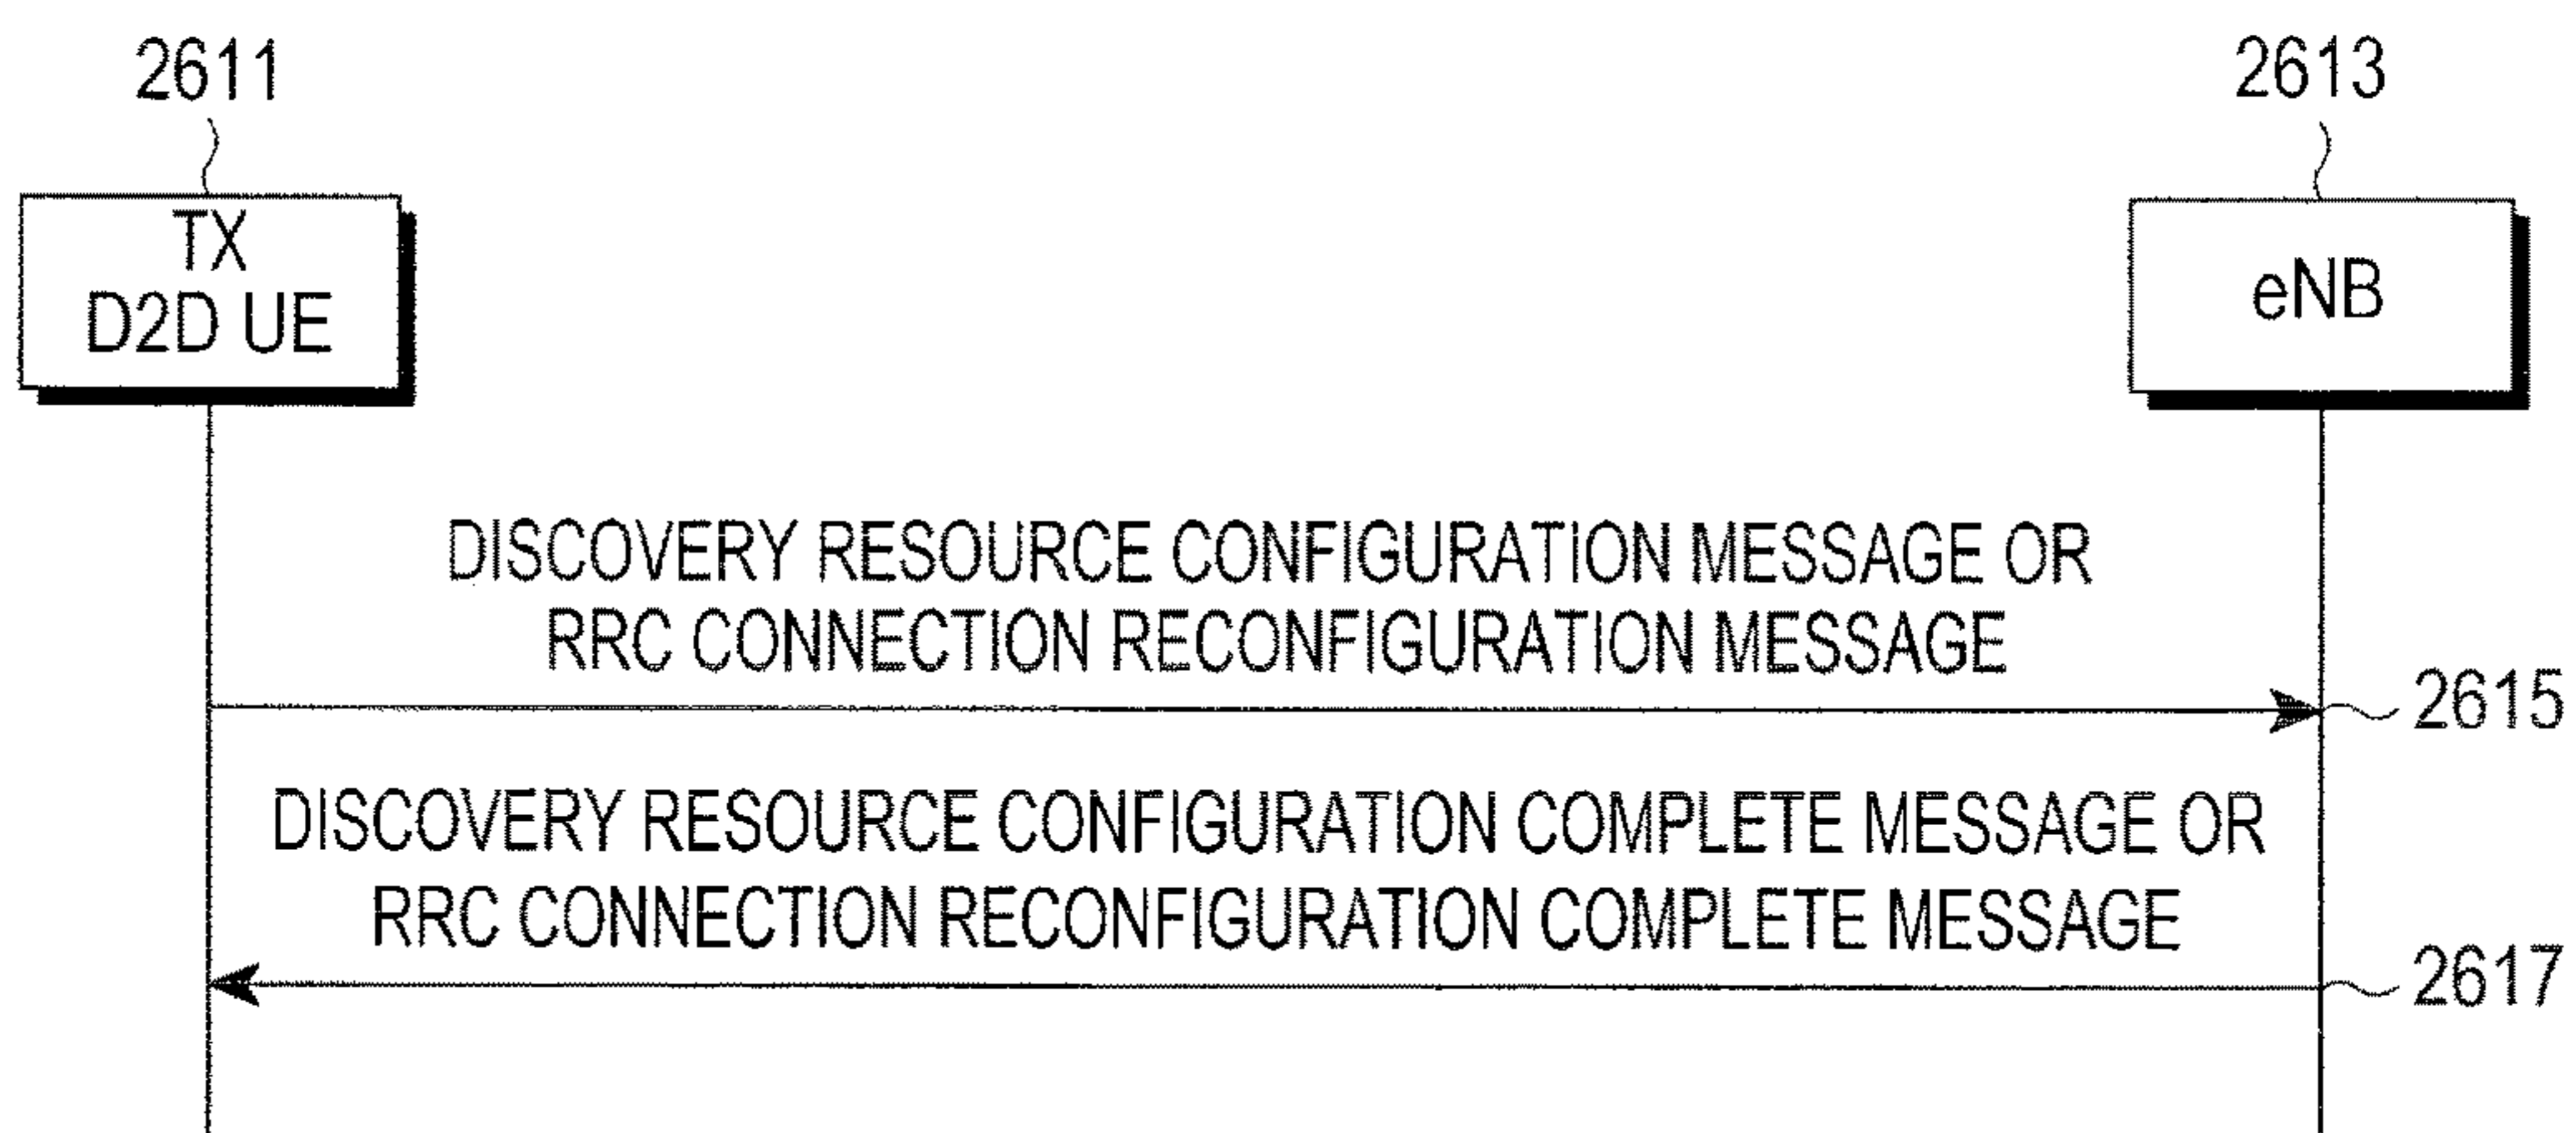 2611
2613
TX
D2D UE
eNB
DISCOVERY RESOURCE CONFIGURATION MESSAGE OR
RRC CONNECTION RECONFIGURATION MESSAGE
2615
DISCOVERY RESOURCE CONFIGURATION COMPLETE MESSAGE OR
RRC CONNECTION RECONFIGURATION COMPLETE MESSAGE
2617